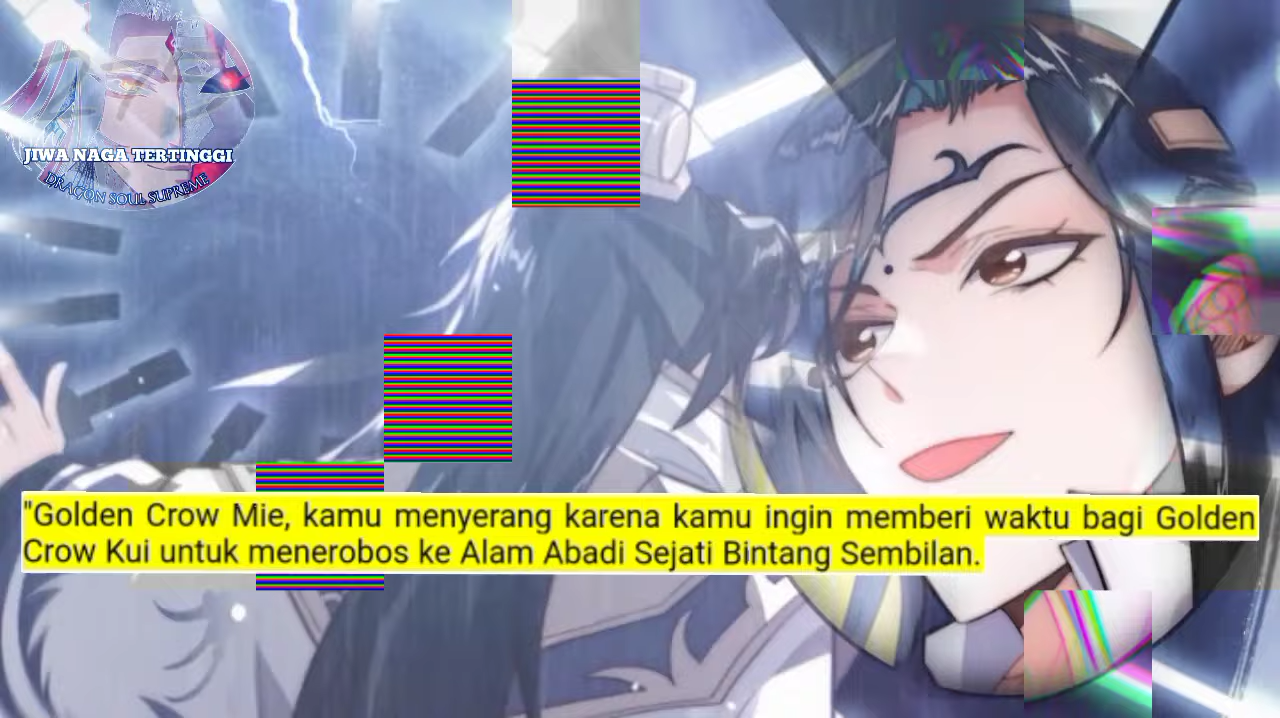 JIWA NAGA TERTINGGI
DRAGON SOUL SUPREME
"Golden Crow Mie, kamu menyerang karena kamu ingin memberi waktu bagi Golden
Crow Kui untuk menerobos ke Alam Abadi Sejati Bintang Sembilan.